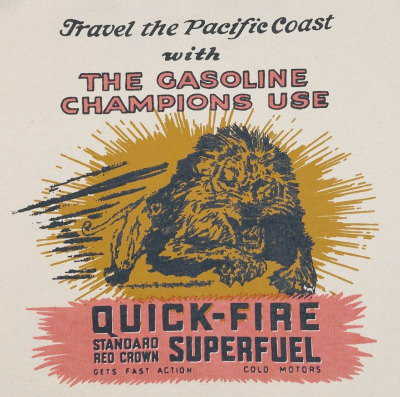 Travel the Pacific Coast
with
THE GASOLINE
CHAMPIONS USE
QUICK-FIRE
STANDARD
RED CROWN SUPERFUEL
GETS FAST ACTION COLD MOTORS